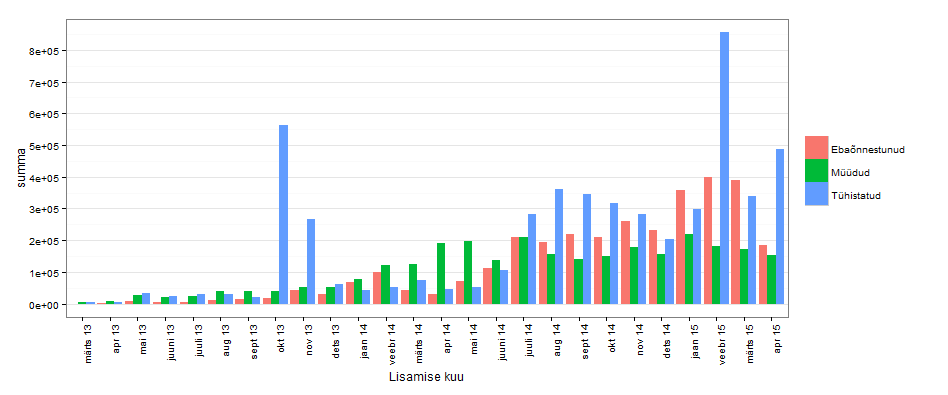 summa
8e+05
7e+05
6e+05
5e+05
4e+05
3e+05
2e+05
1e+05
0e+00
märts 13
apr 13
mai 13
juuni 13
juuli 13
aug 13
sept 13
okt 13
nov 13
dets 13
jaan 14
veebr 14
märts 14
apr 14
mai 14
juuni 14
juuli 14
aug 14
sept 14
okt 14
nov 14
dets 14
jaan 15
veebr 15
märts 15
apr 15
Lisamise kuu
Ebaõnnestunud
Müüdud
Tühistatud